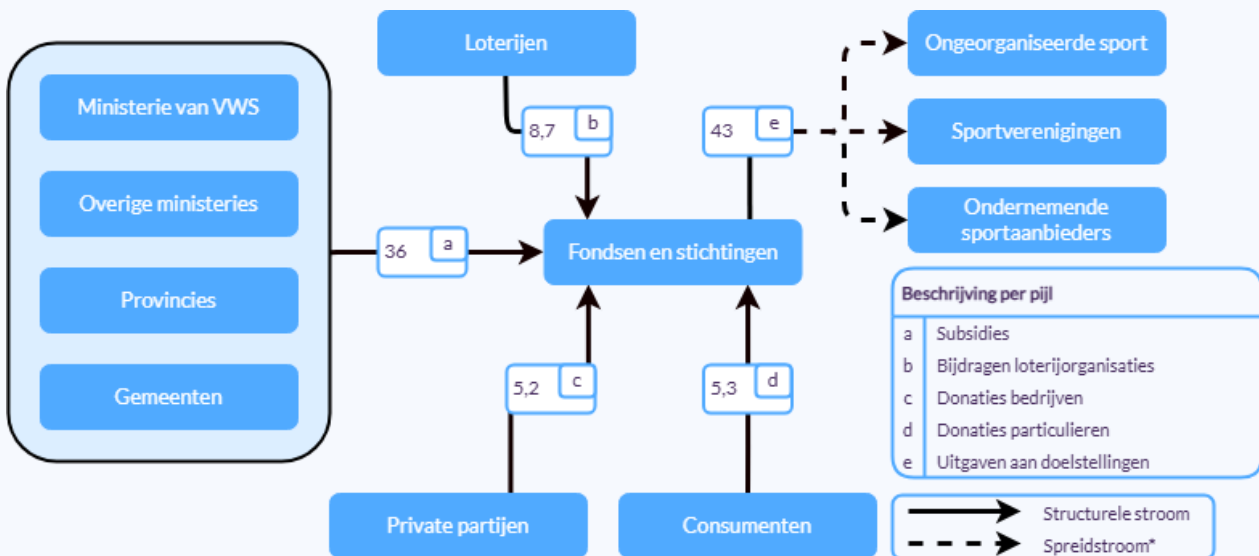 Loterijen
Ongeorganiseerde sport
Ministerie van VWS
8,7 b
43 e
Sportverenigingen
Overige ministeries
Ondernemende
sportaanbieders
36 a
Fondsen en stichtingen
Provincies
Gemeenten
5,2 c
5,3 d
Private partijen
Consumenten
Beschrijving per pijl
a Subsidies
b Bijdragen loterijorganisaties
c Donaties bedrijven
d Donaties particulieren
e Uitgaven aan doelstellingen
Structurele stroom
Spreidstroom*